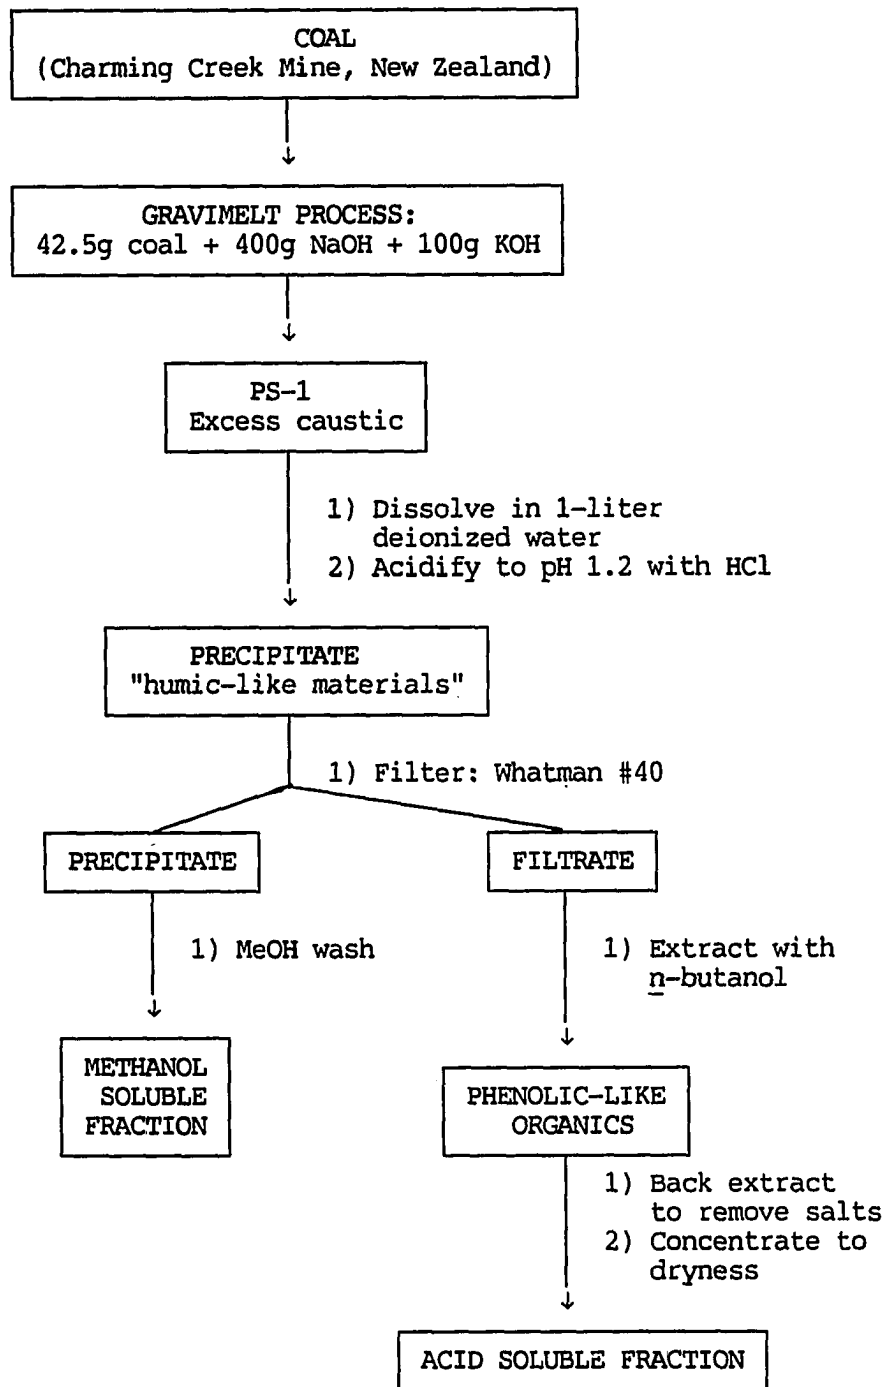 COAL
(Charming Creek Mine, New Zealand)
GRAVIMELT PROCESS:
42.5g coal + 400g NaOH + 100g KOH
PS-1
Excess caustic
1) Dissolve in 1-liter
deionized water
2) Acidify to pH 1.2 with HCl
PRECIPITATE
"humic-like materials"
1) Filter: Whatman #40
PRECIPITATE
FILTRATE
1) MeOH wash
1) Extract with
n-butanol
METHANOL
SOLUBLE
FRACTION
PHENOLIC-LIKE
ORGANICS
1) Back extract
to remove salts
2) Concentrate to
dryness
ACID SOLUBLE FRACTION